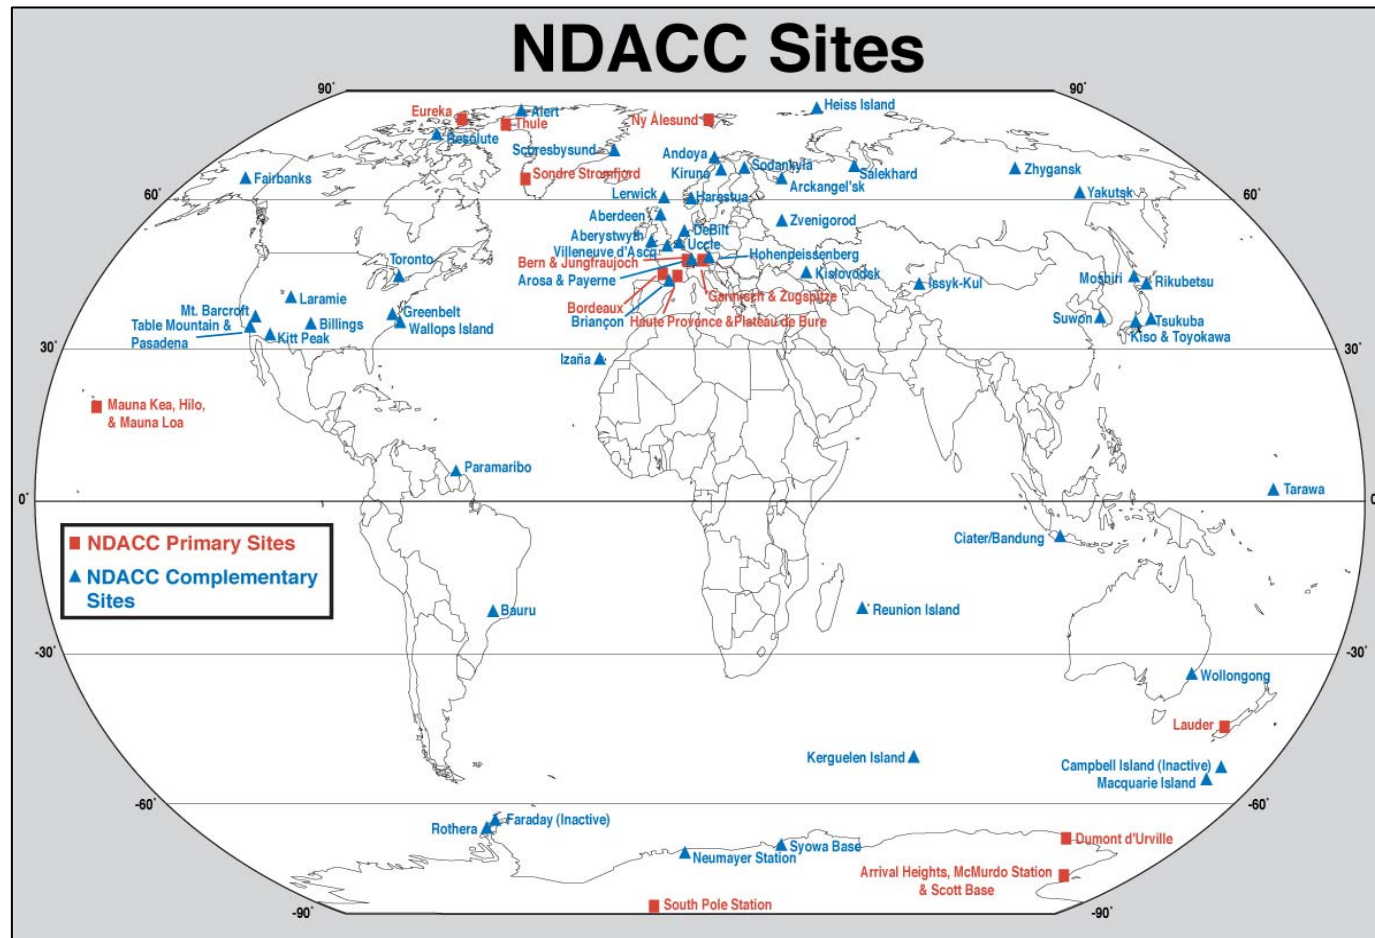 NDACC Sites
90°
90°
Heiss Island
Eureka
Alert
Thule
Ny Ålesund
Resolute
Scoresbysund
Andøya
Sodankylä
Kiruna
Salekhard
Zhygansk
Fairbanks
Sondre Stromfjord
Arckangel'sk
Yakutsk
60°
60°
Lerwick
Harestua
Aberdeen
Zvenigorod
DeBilt
Aberystwyth
Uccle
Villeneuve d'Ascq
Hohenpeissenberg
Toronto
Bern & Jungfraujoch
Kislovodsk
Moshiri
Rikubetsu
Arosa & Payerne
Issyk-Kul
Laramie
Garmisch & Zugspitze
Mt. Barcroft
Greenbelt
Bordeaux
Table Mountain &
Pasadena
Billings
Wallops Island
Briançon
Haute Provence &Plateau de Bure
Suwon
Tsukuba
Kitt Peak
Kiso & Toyokawa
30°
30°
Izaña
Mauna Kea, Hilo,
& Mauna Loa
Paramaribo
Tarawa
0°
0
NDACC Primary Sites
NDACC Complementary
Sites
Ciater/Bandung
Bauru
Reunion Island
-30°
-30°
Wollongong
Lauder
Kerguelen Island
Campbell Island (Inactive)
Macquarie Island
-60°
-60°
Faraday (Inactive)
Rothera
Dumont d'Urville
Syowa Base
Neumayer Station
Arrival Heights, McMurdo Station
& Scott Base
South Pole Station
-90°
-90°